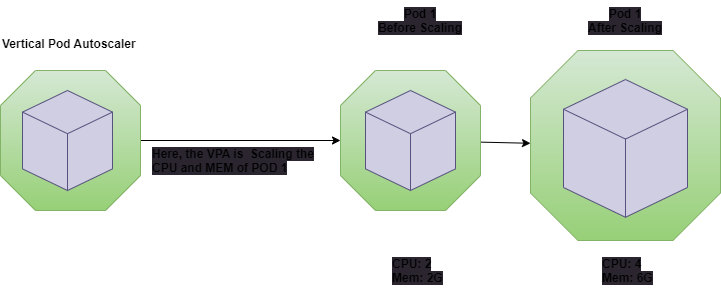 Vertical Pod Autoscaler
Pod 1
Before Scaling
Pod 1
After Scaling
Here, the VPA is Scaling the
CPU and MEM of POD 1
CPU: 2
Mem: 2G
CPU: 4
Mem: 6G